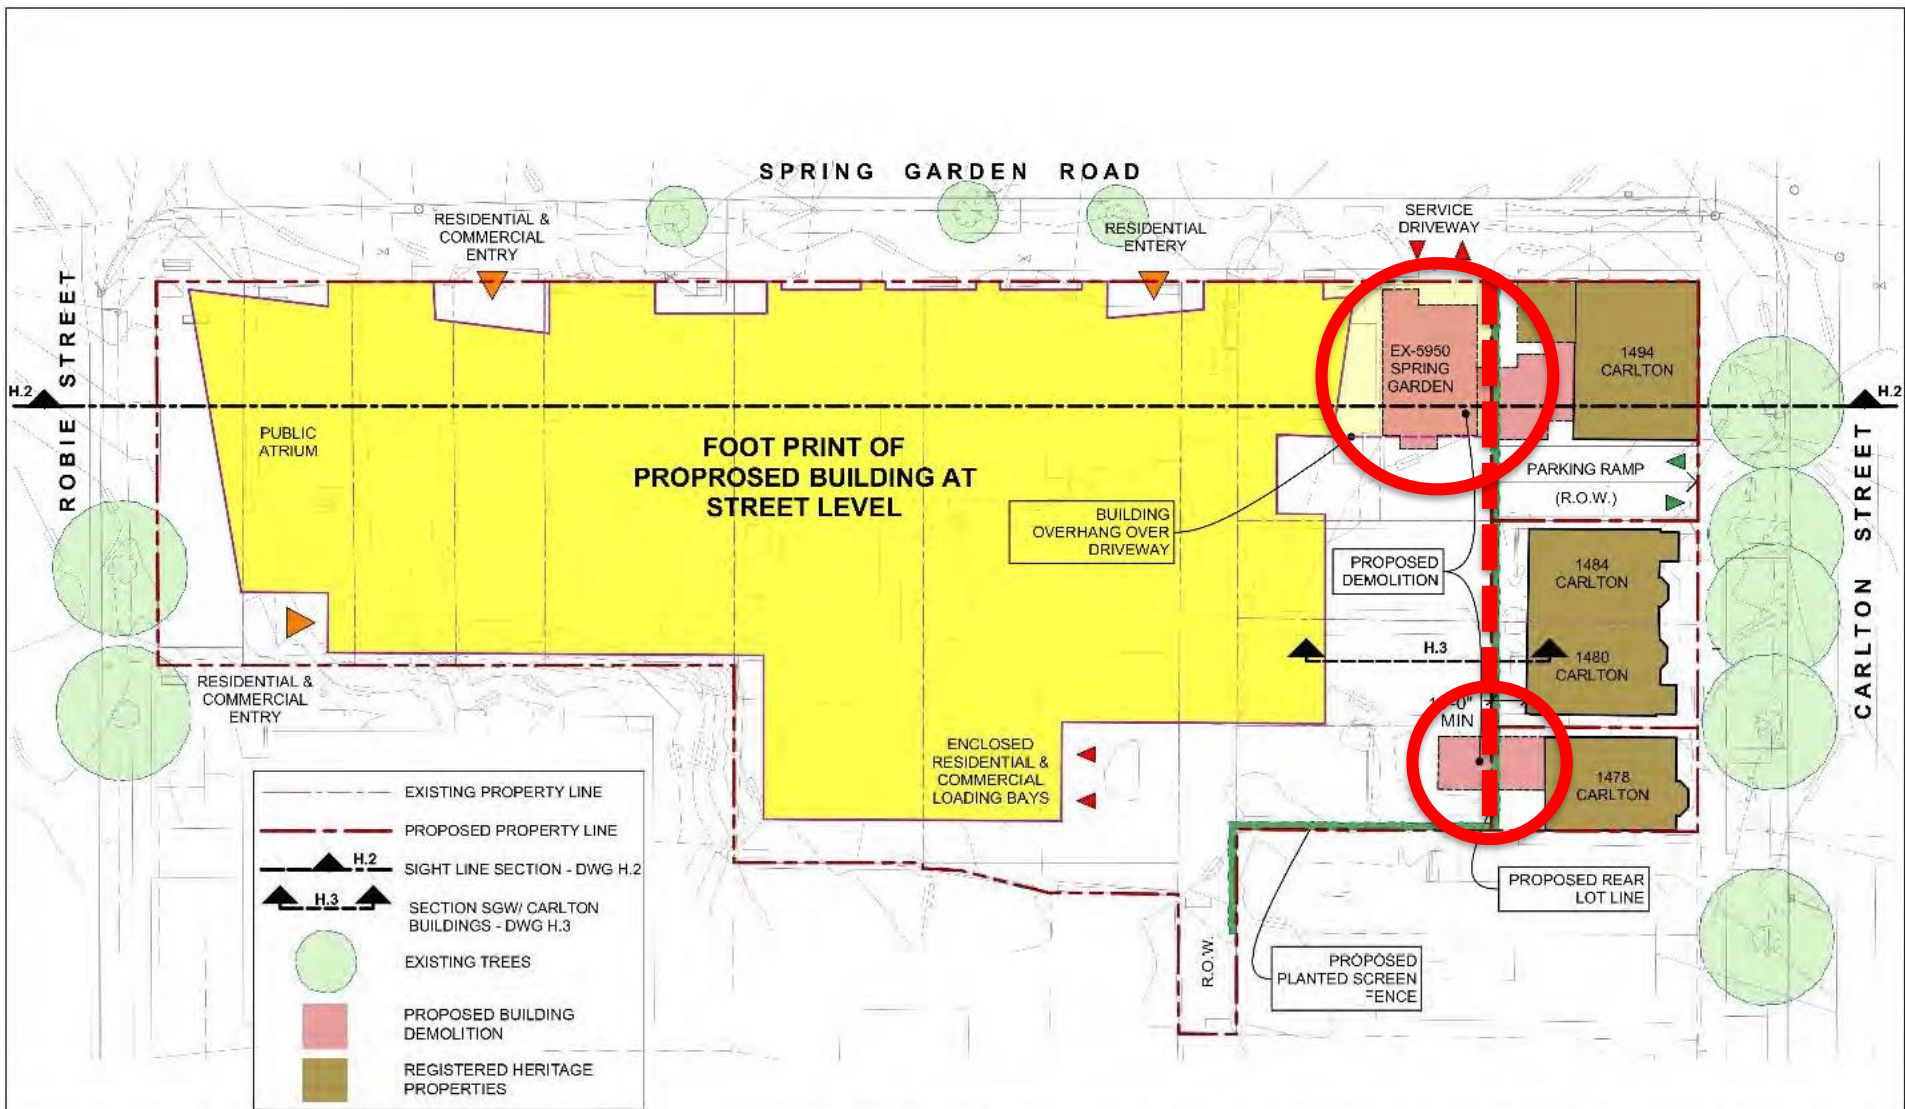 SPRING GARDEN ROAD
RESIDENTIAL &
COMMERCIAL
ENTRY
RESIDENTIAL
ENTERY
SERVICE
DRIVEWAY
ROBIE STREET
H.2
H.2
EX-5950
SPRING
GARDEN
1494
CARLTON
PUBLIC
ATRIUM
FOOT PRINT OF
PROPROSED BUILDING AT
STREET LEVEL
PARKING RAMP
(R.O.W.)
CARLTON STREET
BUILDING
OVERHANG OVER
DRIVEWAY
PROPOSED
DEMOLITION
1484
CARLTON
H.3
1480
CARLTON
RESIDENTIAL &
COMMERCIAL
ENTRY
MIN
ENCLOSED
RESIDENTIAL &
COMMERCIAL
LOADING BAYS
1478
CARLTON
PROPOSED REAR
LOT LINE
R.O.W.
PROPOSED
PLANTED SCREEN
FENCE
EXISTING PROPERTY LINE
PROPOSED PROPERTY LINE
H.2
SIGHT LINE SECTION - DWG H.2
H.3
SECTION SGW/ CARLTON
BUILDINGS - DWG H.3
EXISTING TREES
PROPOSED BUILDING
DEMOLITION
REGISTERED HERITAGE
PROPERTIES